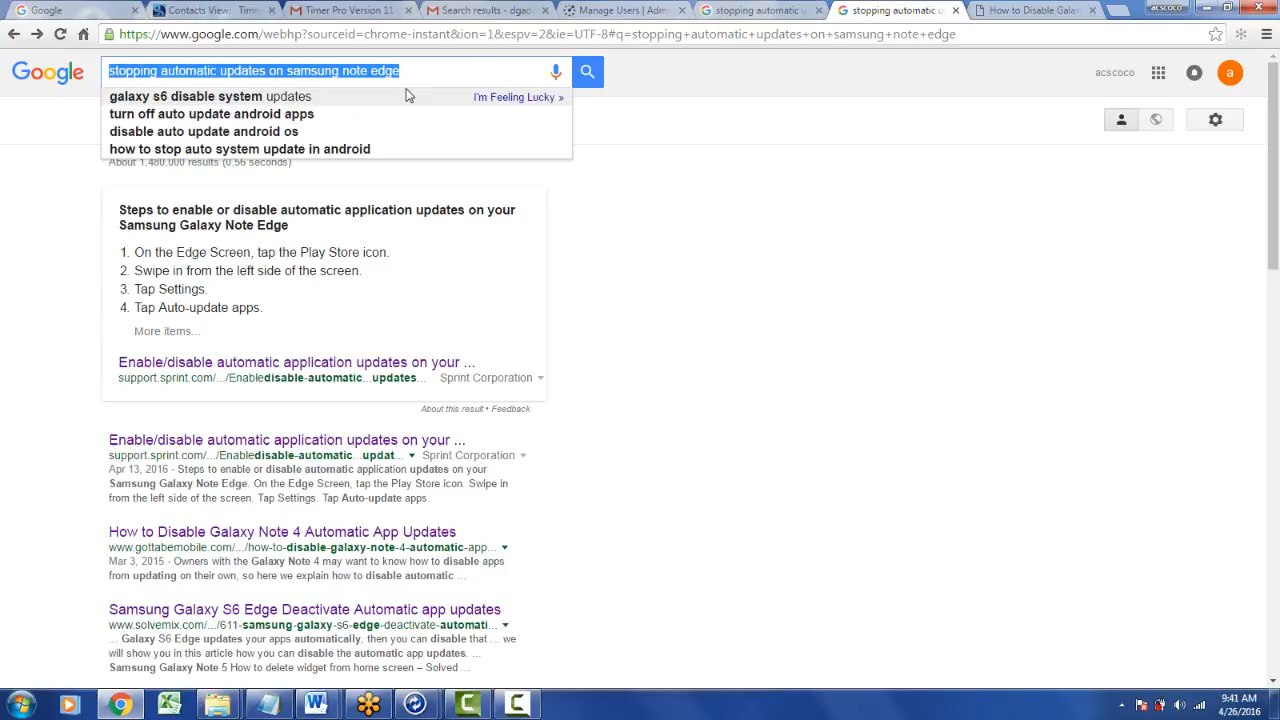 Google
Contacts View: Time
Timer Pro Version 11
Search results - dgad
Manage Users | Adm
stopping automatic u
stopping automatic u
How to Disable Galax
acscoco
https://www.google.com/webhp?sourceid=chrome-instant&ion=1&espv=2&ie=UTF-8#q=stopping+automatic+updates+on+samsung+note+edge
Google
stopping automatic updates on samsung note edge
acscoco
a
galaxy s6 disable system updates
I'm Feeling Lucky »
turn off auto update android apps
disable auto update android os
how to stop auto system update in android
About 1,480,000 results (0.56 seconds)
Steps to enable or disable automatic application updates on your
Samsung Galaxy Note Edge
1. On the Edge Screen, tap the Play Store icon.
2. Swipe in from the left side of the screen.
3. Tap Settings.
4. Tap Auto-update apps.
More items...
Enable/disable automatic application updates on your ...
support.sprint.com/.../Enabledisable-automatic...updates... Sprint Corporation
About this result • Feedback
Enable/disable automatic application updates on your ...
support.sprint.com/.../Enabledisable-automatic...updat... Sprint Corporation
Apr 13, 2016 - Steps to enable or disable automatic application updates on your
Samsung Galaxy Note Edge. On the Edge Screen, tap the Play Store icon. Swipe in
from the left side of the screen. Tap Settings. Tap Auto-update apps.
How to Disable Galaxy Note 4 Automatic App Updates
www.gottabemobile.com/.../how-to-disable-galaxy-note-4-automatic-app...
Mar 3, 2015 - Owners with the Galaxy Note 4 may want to know how to disable apps
from updating on their own, so here we explain how to disable automatic ...
Samsung Galaxy S6 Edge Deactivate Automatic app updates
www.solvemix.com/.../611-samsung-galaxy-s6-edge-deactivate-automati...
... Galaxy S6 Edge updates your apps automatically, then you can disable that ... we
will show you in this article how you can disable the automatic app updates. ...
Samsung Galaxy Note 5 How to delete widget from home screen – Solved ...
9:41 AM
4/26/2016